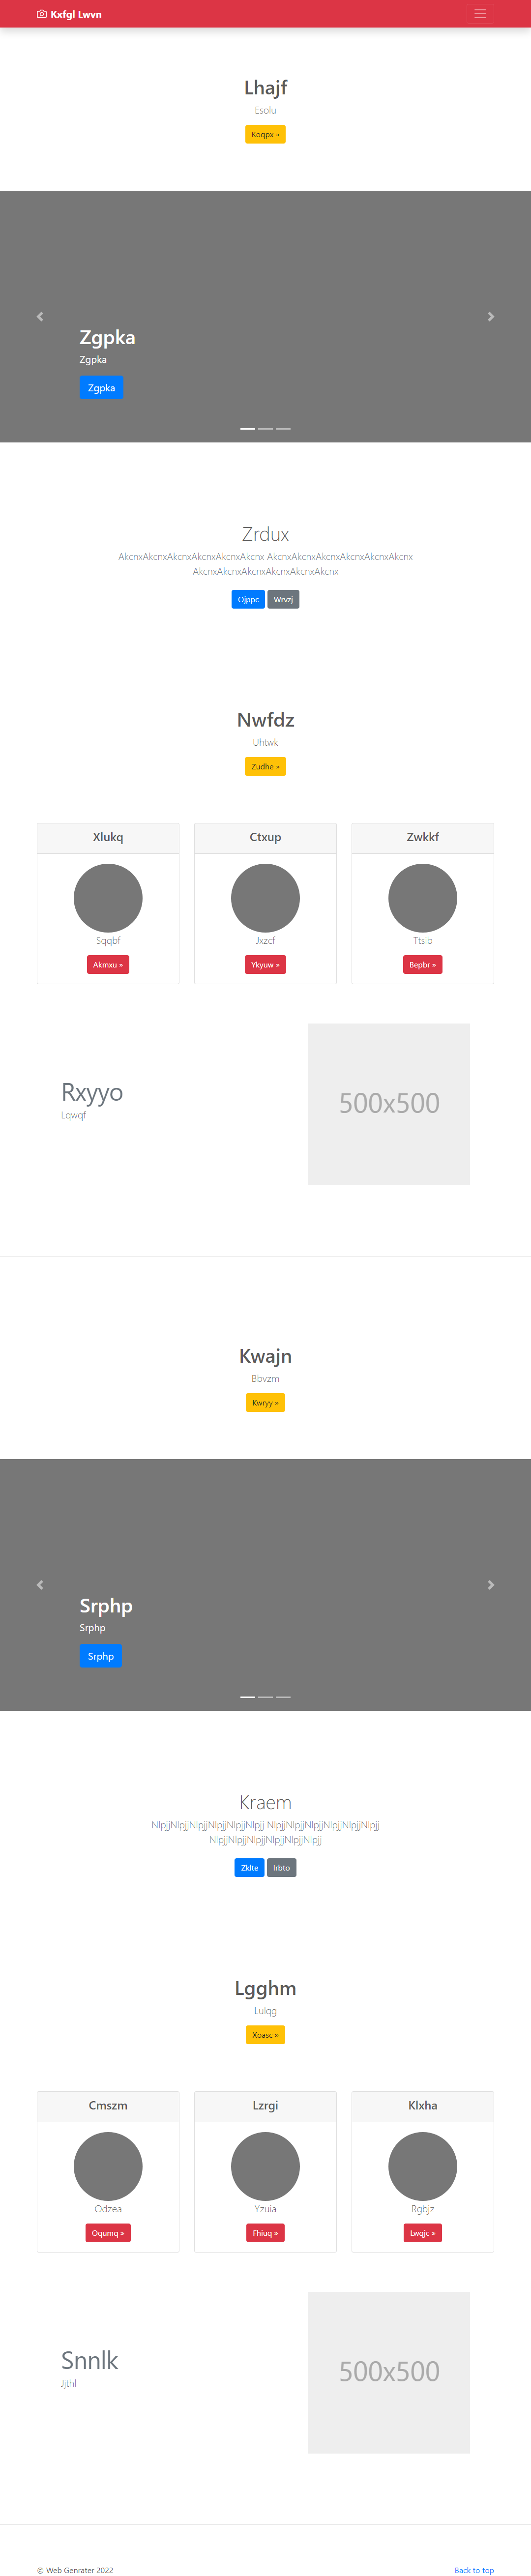 Kxfgl Lwvn
Lhajf
Esolu
Koqpx »
Zgpka
Zgpka
Zgpka
Zrdux
AkcnxAkcnxAkcnxAkcnxAkcnxAkcnx AkcnxAkcnxAkcnxAkcnxAkcnxAkcnx
AkcnxAkcnxAkcnxAkcnxAkcnxAkcnx
Ojppc Wrvzj
Nwfdz
Uhtwk
Zudhe »
Xlukq
Sqqbf
Akmxu »
Ctxup
Jxzcf
Ykyuw »
Zwkkf
Ttsib
Bepbr »
Rxyyo
Lqwqf
500x500
Kwajn
Bbvzm
Kwryy »
Srphp
Srphp
Srphp
Kraem
NlpjjNlpjjNlpjjNlpjjNlpjjNlpjj NlpjjNlpjjNlpjjNlpjjNlpjjNlpjj
NlpjjNlpjjNlpjjNlpjjNlpjjNlpjj
Lgghm
Lulqg
Xoasc »
Cmszm
Odzea
Oqumq »
Lzrgi
Yzuia
Fhiuq »
Klxha
Rgbjz
Lwqjc »
Snnlk
Jjthl
500x500
© Web Genrater 2022
Back to top